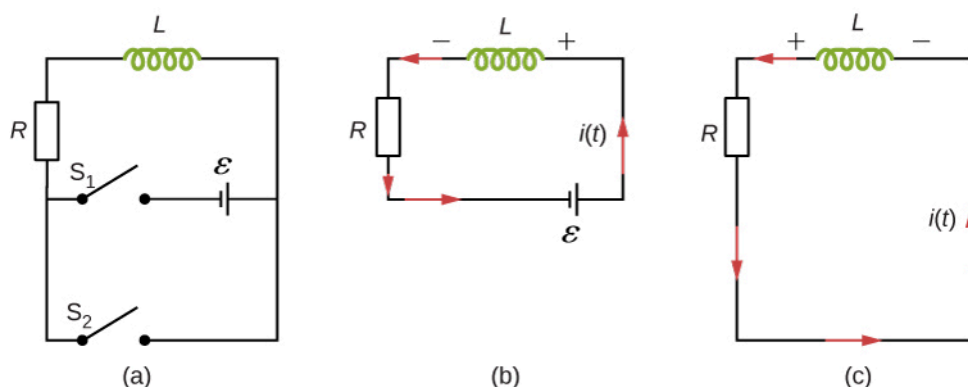 L
R
S₁
ε
S₂
(a)
− L +
R
i(t)
ε
(b)
+ L −
R
i(t)
(c)